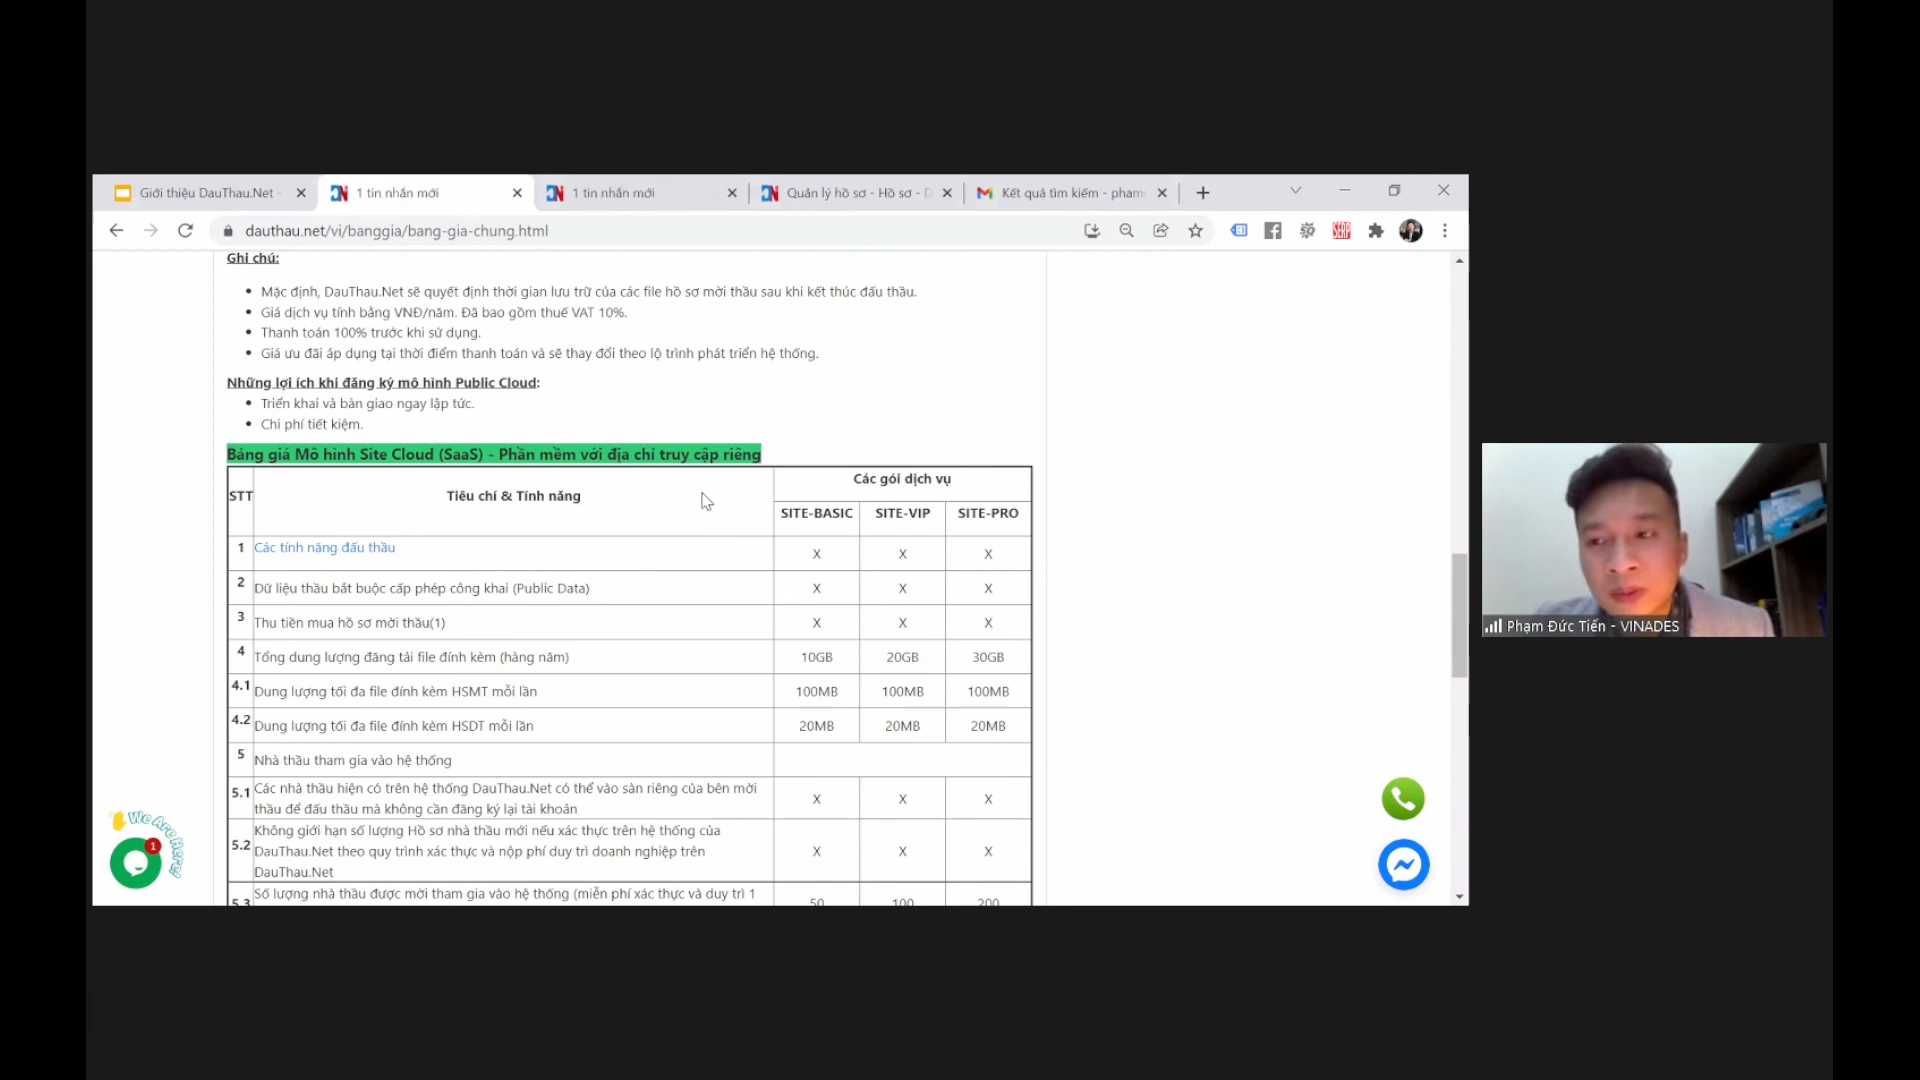 Giới thiệu DauThau.Net -
1 tin nhắn mới
1 tin nhắn mới
Quản lý hồ sơ - Hồ sơ - D
Kết quả tìm kiếm - pham
dauthau.net/vi/banggia/bang-gia-chung.html
Ghi chú:
Mặc định, DauThau.Net sẽ quyết định thời gian lưu trữ của các file hồ sơ mời thầu sau khi kết thúc đấu thầu.
Giá dịch vụ tính bằng VNĐ/năm. Đã bao gồm thuế VAT 10%.
Thanh toán 100% trước khi sử dụng.
Giá ưu đãi áp dụng tại thời điểm thanh toán và sẽ thay đổi theo lộ trình phát triển hệ thống.
Những lợi ích khi đăng ký mô hình Public Cloud:
Triển khai và bàn giao ngay lập tức.
Chi phí tiết kiệm.
Bảng giá Mô hình Site Cloud (SaaS) - Phần mềm với địa chỉ truy cập riêng
STT Tiêu chí & Tính năng Các gói dịch vụ
SITE-BASIC SITE-VIP SITE-PRO
1 Các tính năng đấu thầu X X X
2 Dữ liệu thầu bắt buộc cấp phép công khai (Public Data) X X X
3 Thu tiền mua hồ sơ mời thầu(1) X X X
4 Tổng dung lượng đăng tải file đính kèm (hàng năm) 10GB 20GB 30GB
4.1 Dung lượng tối đa file đính kèm HSMT mỗi lần 100MB 100MB 100MB
4.2 Dung lượng tối đa file đính kèm HSDT mỗi lần 20MB 20MB 20MB
5 Nhà thầu tham gia vào hệ thống
5.1 Các nhà thầu hiện có trên hệ thống DauThau.Net có thể vào sàn riêng của bên mời
thầu để đấu thầu mà không cần đăng ký lại tài khoản X X X
Không giới hạn số lượng Hồ sơ nhà thầu mới nếu xác thực trên hệ thống của
5.2 DauThau.Net theo quy trình xác thực và nộp phí duy trì doanh nghiệp trên X X X
DauThau.Net
5.3 Số lượng nhà thầu được mời tham gia vào hệ thống (miễn phí xác thực và duy trì 1 50 100 200
We Are Here!
1
SERP
Phạm Đức Tiến - VINADES